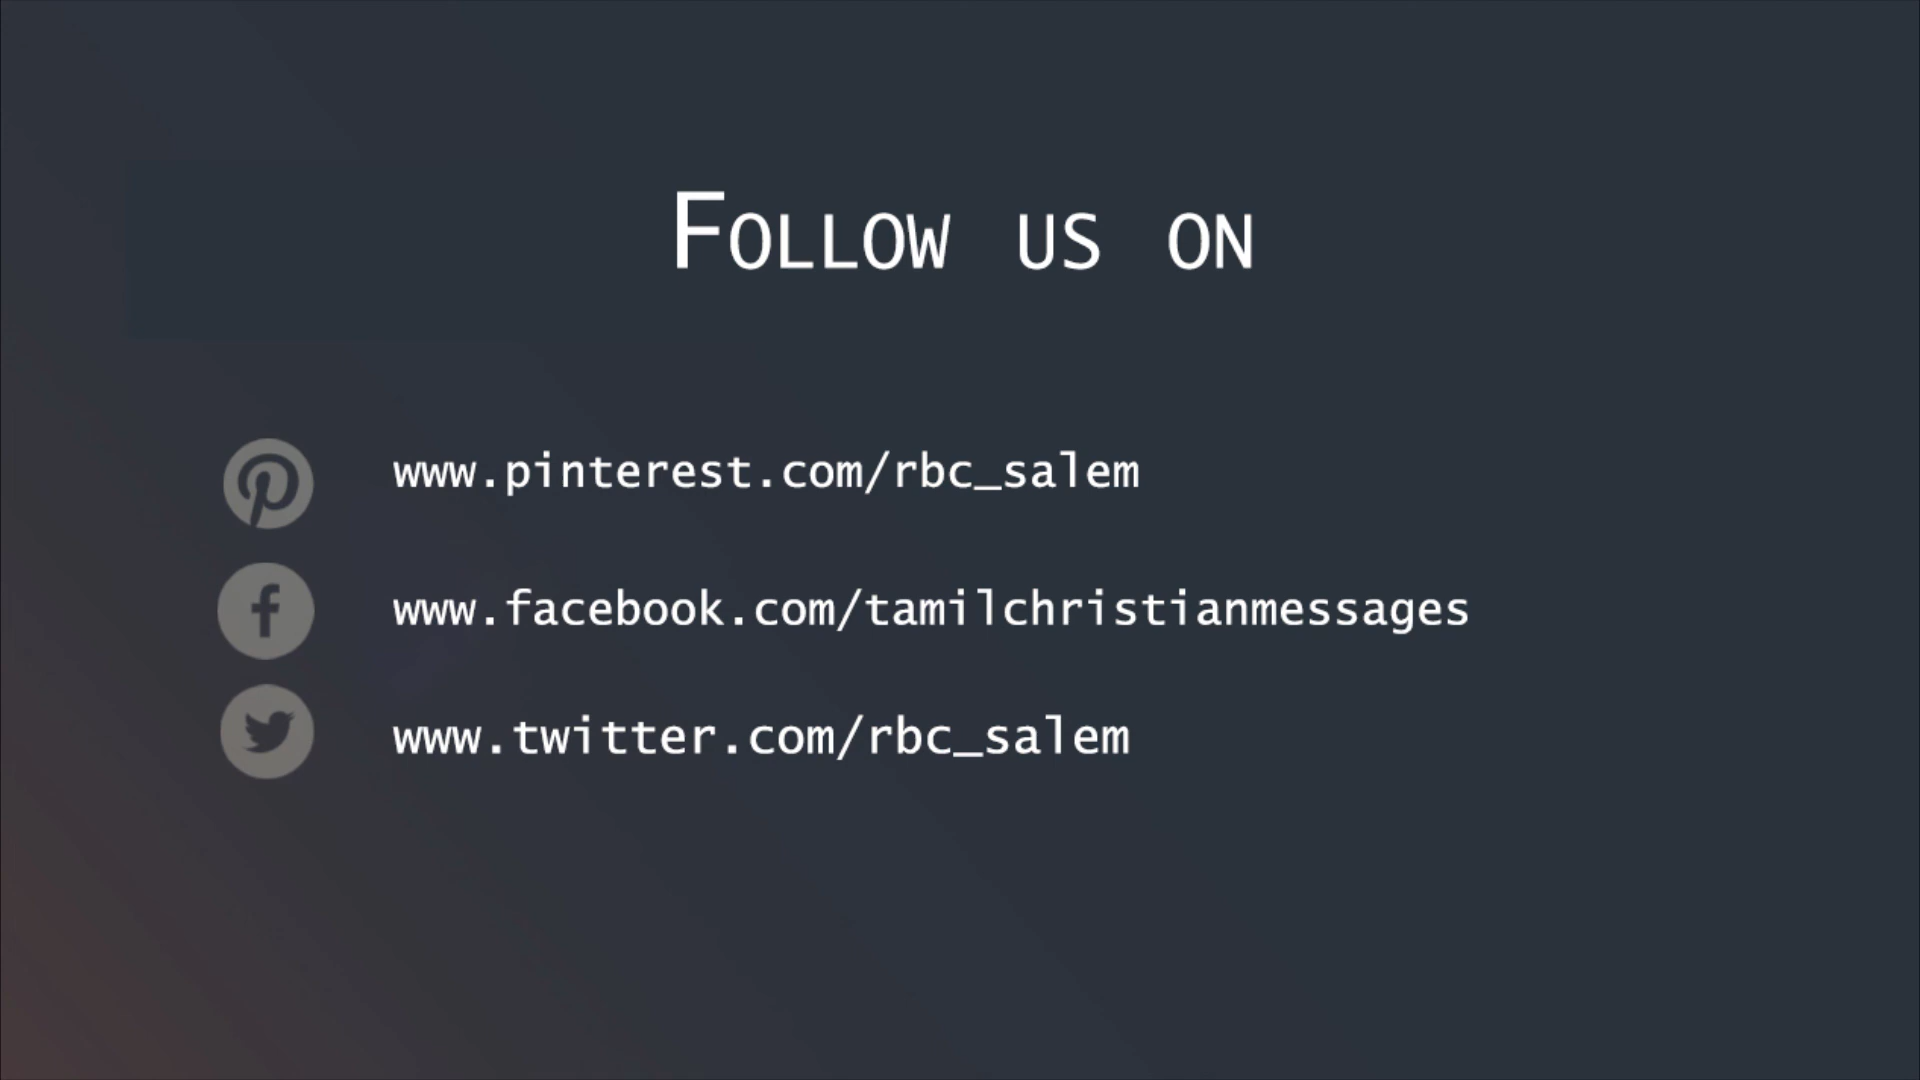 Follow us on
www.pinterest.com/rbc_salem
www.facebook.com/tamilchristianmessages
www.twitter.com/rbc_salem